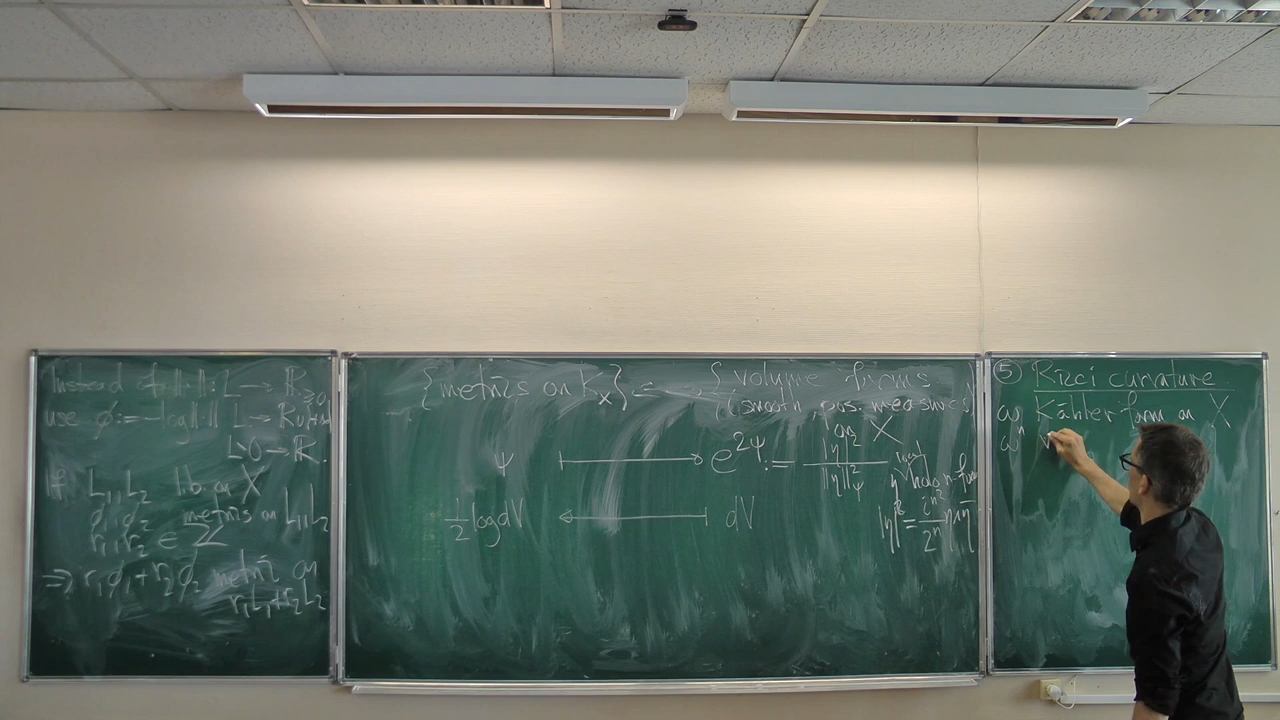 Instead of ||·||: L → ℝ≥0
use φ := -log||·|| L → ℝ∪{∞}
L\0 → ℝ.
if L₁, L₂ lb on X
φ₁, φ₂ metrics on L₁, L₂
r₁, r₂ ∈ ℤ
⇒ r₁φ₁+r₂φ₂ metric on
r₁L₁+r₂L₂
{metrics on K_X} ⇆ {volume forms
(smooth, pos. measures)
on X
ψ ⟼ e^{2ψ} := |η|²/||η||²_ψ
η loc hol n-form
½ log dV ⟻ dV
|η|² = i^{n²}/2ⁿ η∧η̄
⑤ Ricci curvature
ω Kähler form on X
ωⁿ